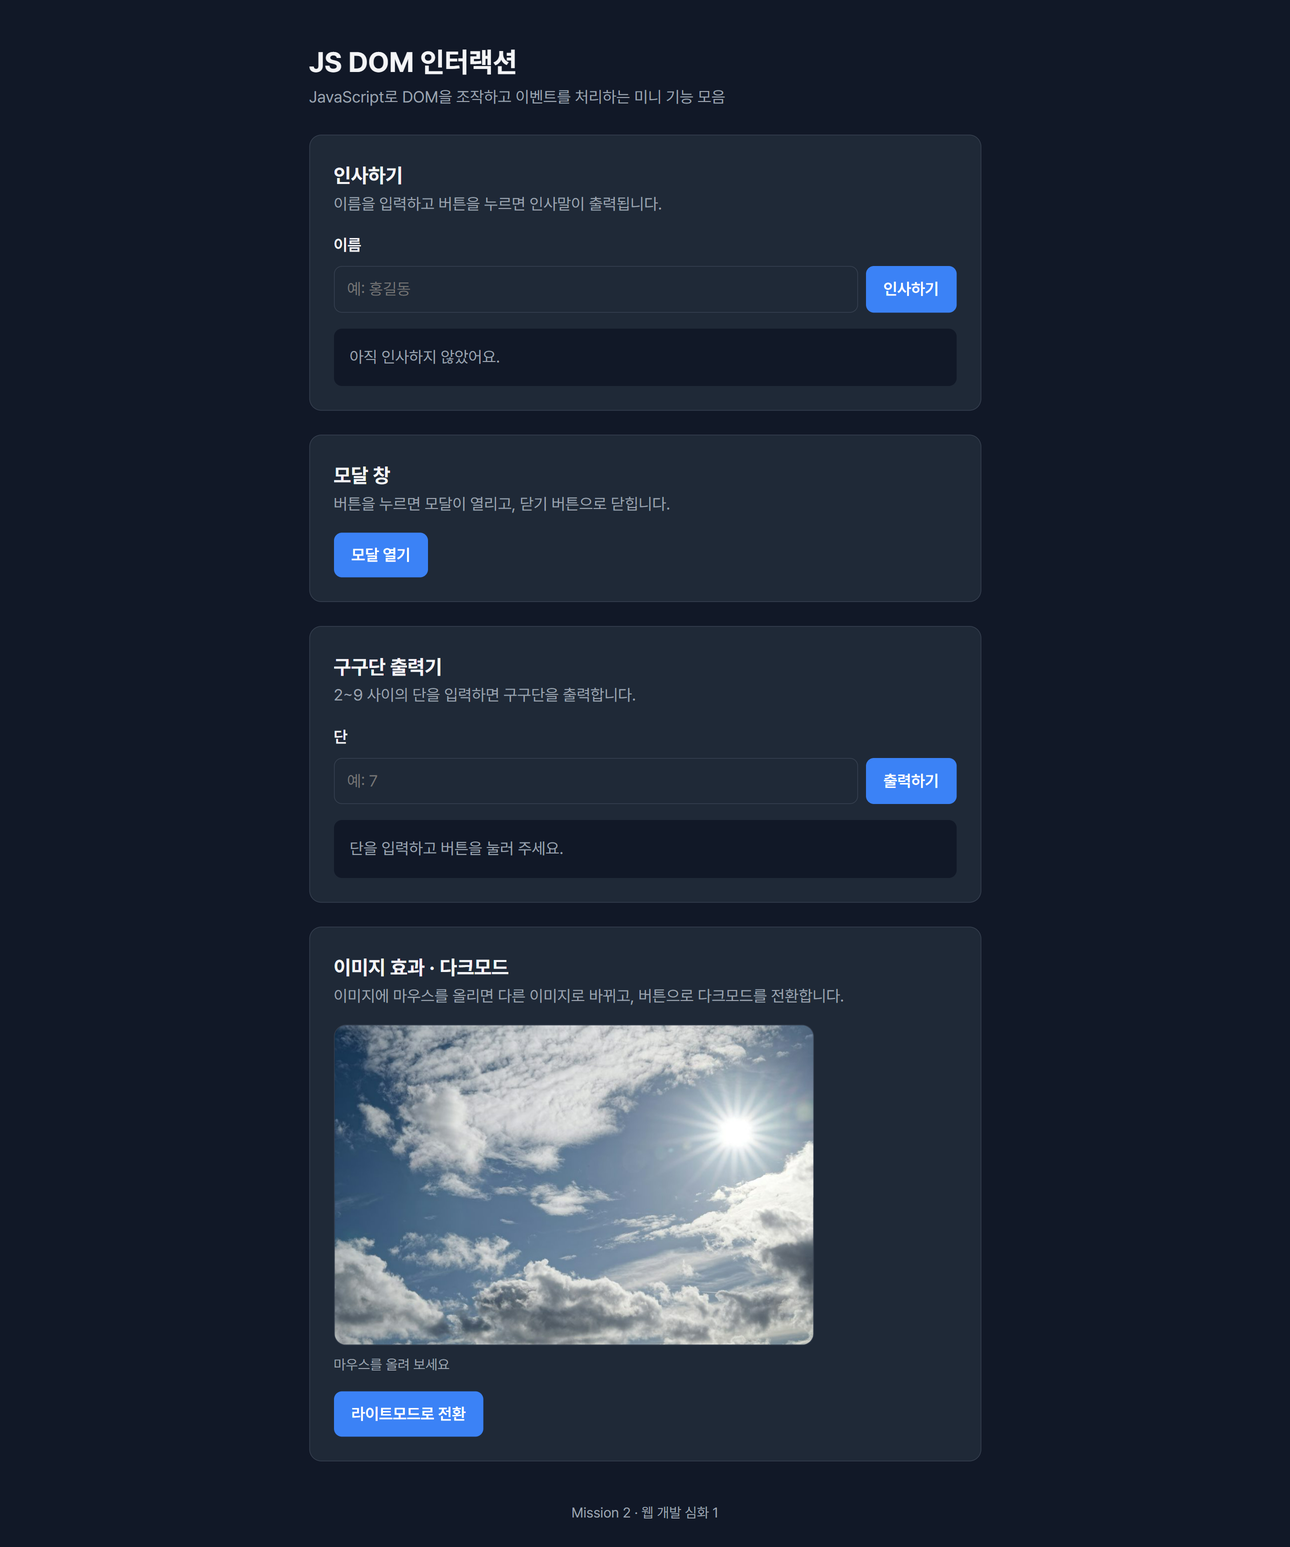 JS DOM 인터랙션
JavaScript로 DOM을 조작하고 이벤트를 처리하는 미니 기능 모음
인사하기
이름을 입력하고 버튼을 누르면 인사말이 출력됩니다.
이름
예: 홍길동
인사하기
아직 인사하지 않았어요.
모달 창
버튼을 누르면 모달이 열리고, 닫기 버튼으로 닫힙니다.
모달 열기
구구단 출력기
2~9 사이의 단을 입력하면 구구단을 출력합니다.
단
예: 7
출력하기
단을 입력하고 버튼을 눌러 주세요.
이미지 효과 · 다크모드
이미지에 마우스를 올리면 다른 이미지로 바뀌고, 버튼으로 다크모드를 전환합니다.
마우스를 올려 보세요
라이트모드로 전환
Mission 2 · 웹 개발 심화 1